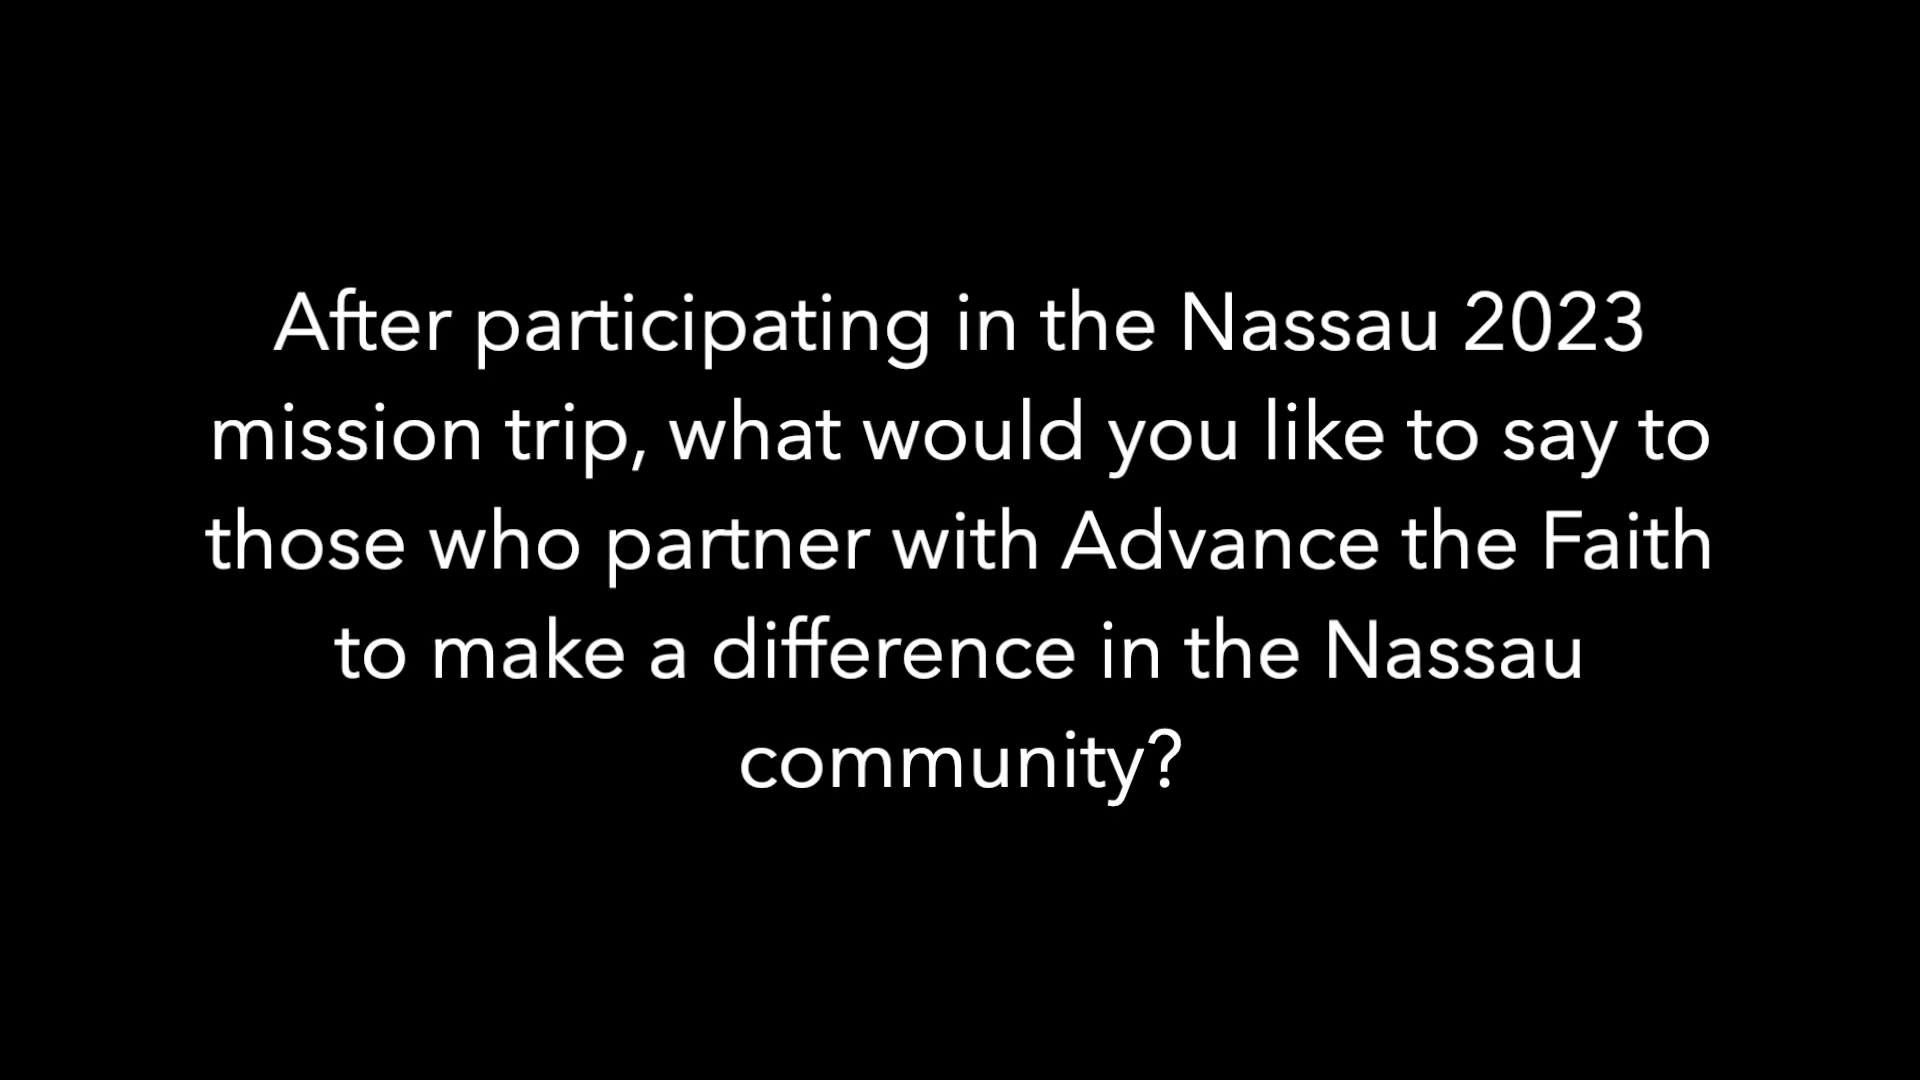 After participating in the Nassau 2023
mission trip, what would you like to say to
those who partner with Advance the Faith
to make a difference in the Nassau
community?